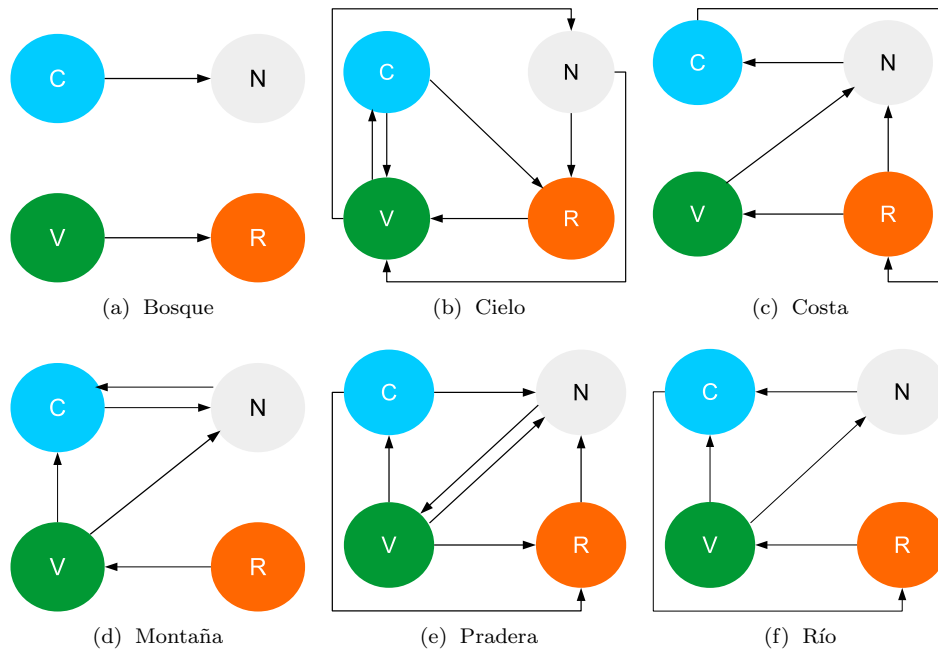 C N
V R
(a) Bosque
C N
V R
(b) Cielo
C N
V R
(c) Costa
C N
V R
(d) Montaña
C N
V R
(e) Pradera
C N
V R
(f) Río